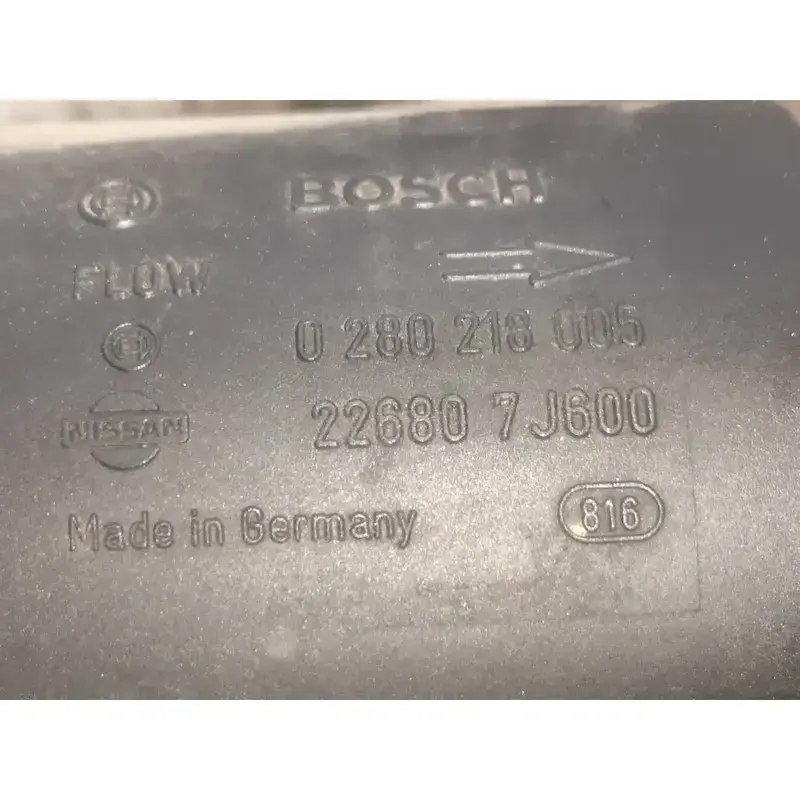 BOSCH
FLOW
0 280 218 005
NISSAN 22680 7J600
Made in Germany 816